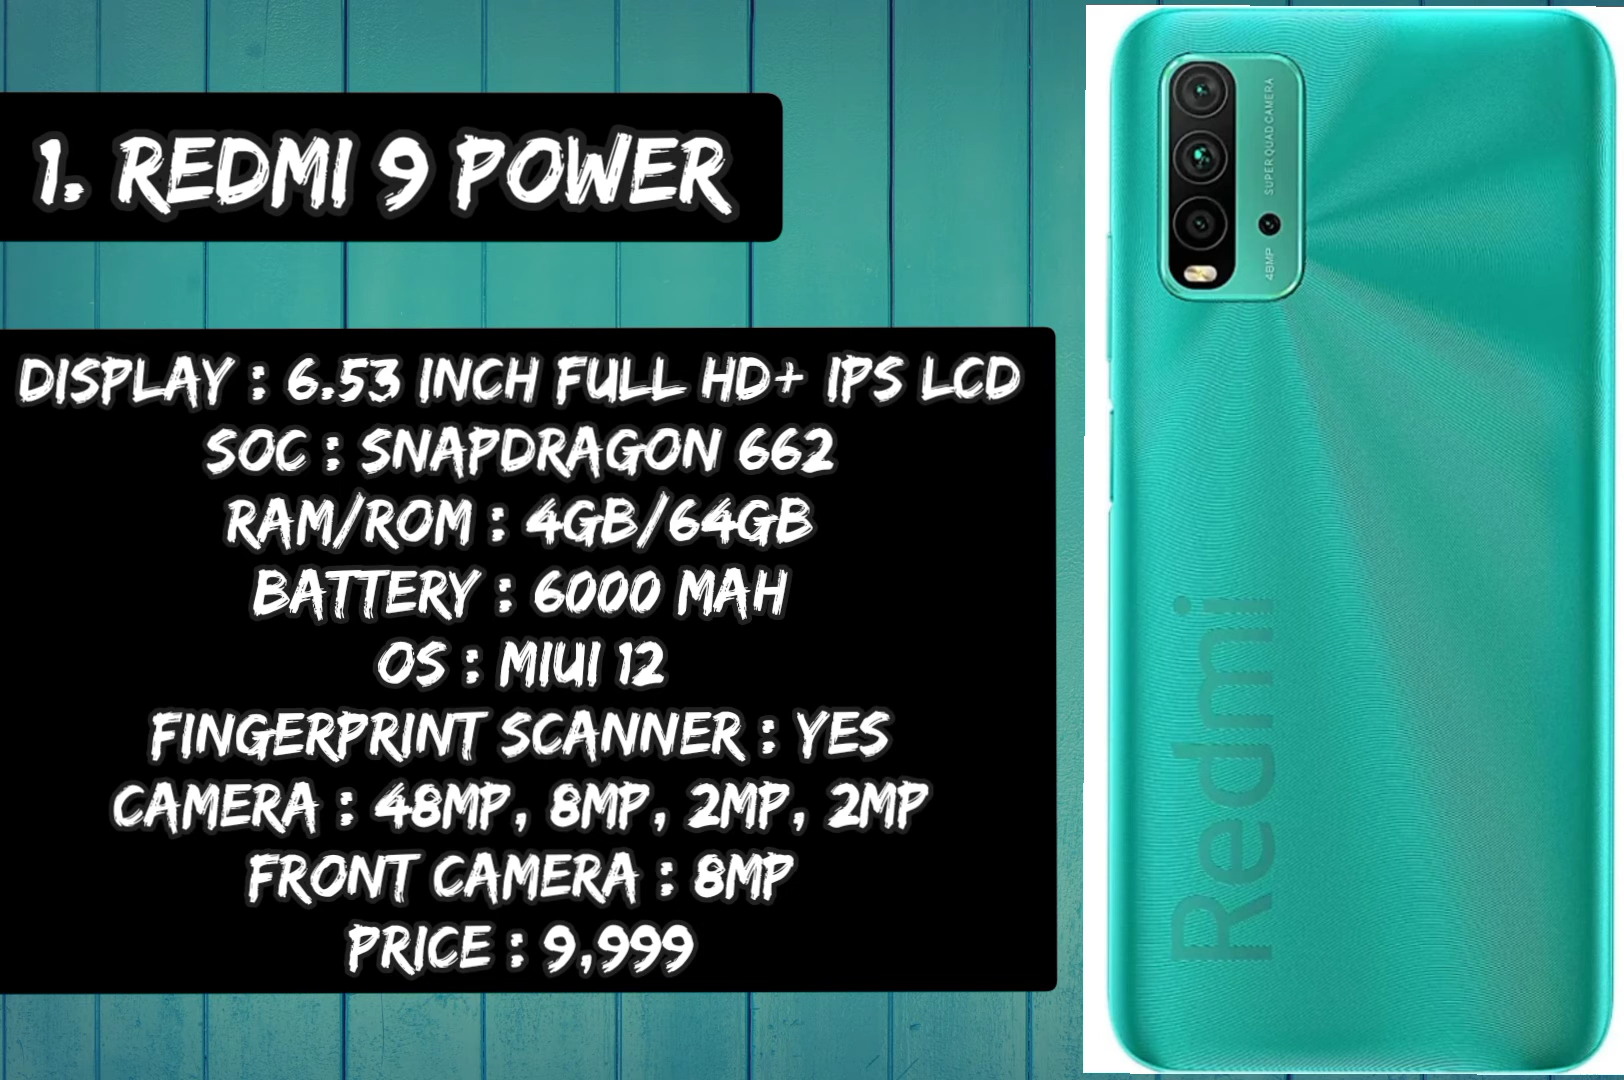 1. REDMI 9 POWER
DISPLAY : 6.53 INCH FULL HD+ IPS LCD
SOC : SNAPDRAGON 662
RAM/ROM : 4GB/64GB
BATTERY : 6000 MAH
OS : MIUI 12
FINGERPRINT SCANNER : YES
CAMERA : 48MP, 8MP, 2MP, 2MP
FRONT CAMERA : 8MP
PRICE : 9,999
48MP SUPER QUAD CAMERA
Redmi